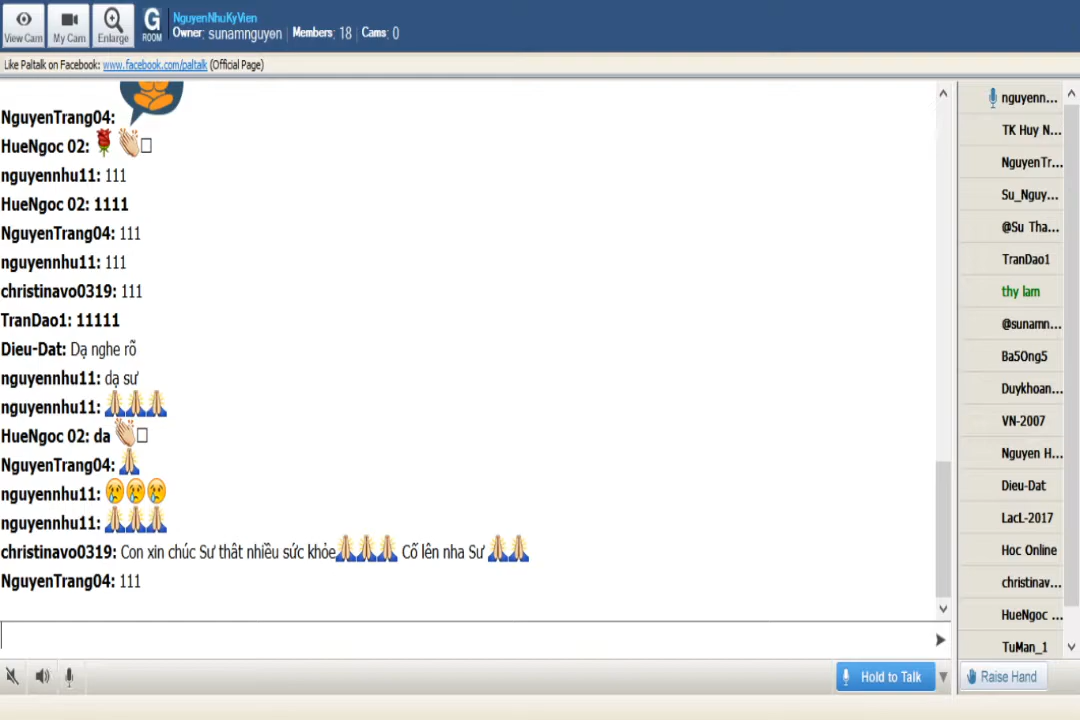 View Cam
My Cam
Enlarge
G
ROOM
NguyenNhuKyVien
Owner: sunamnguyen | Members: 18 | Cams: 0
Like Paltalk on Facebook: www.facebook.com/paltalk (Official Page)
NguyenTrang04:
HueNgoc 02:
nguyennhu11: 111
HueNgoc 02: 1111
NguyenTrang04: 111
nguyennhu11: 111
christinavo0319: 111
TranDao1: 11111
Dieu-Dat: Dạ nghe rõ
nguyennhu11: dạ sư
nguyennhu11: 🙏🙏🙏
HueNgoc 02: da 👏
NguyenTrang04: 🙏
nguyennhu11: 😢😢😢
nguyennhu11: 🙏🙏🙏
christinavo0319: Con xin chúc Sư thât nhiều sức khỏe🙏🙏🙏 Cố lên nha Sư 🙏🙏
NguyenTrang04: 111
nguyenn...
TK Huy N...
NguyenTr...
Su_Nguy...
@Su Tha...
TranDao1
thy lam
@sunamn...
Ba5Ong5
Duykhoan...
VN-2007
Nguyen H...
Dieu-Dat
LacL-2017
Hoc Online
christinav...
HueNgoc ...
TuMan_1
Hold to Talk
Raise Hand